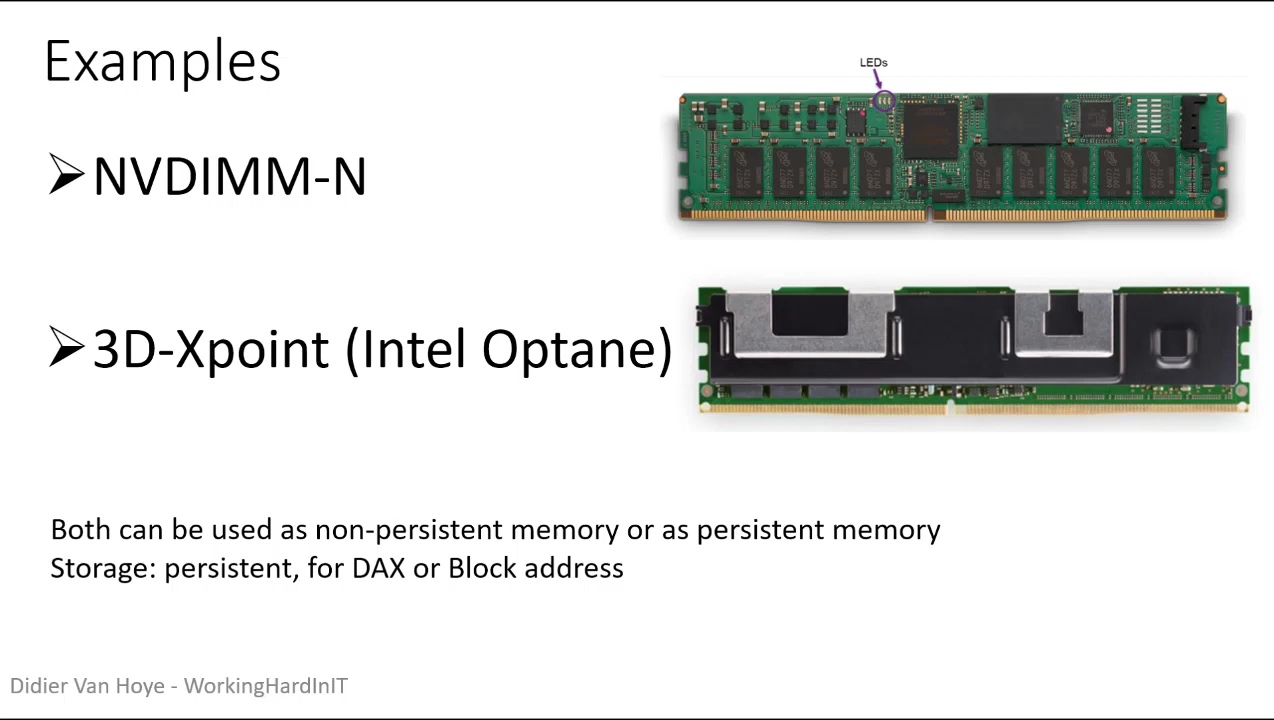 Examples
LEDs
➢NVDIMM-N
➢3D-Xpoint (Intel Optane)
Both can be used as non-persistent memory or as persistent memory
Storage: persistent, for DAX or Block address
Didier Van Hoye - WorkingHardInIT